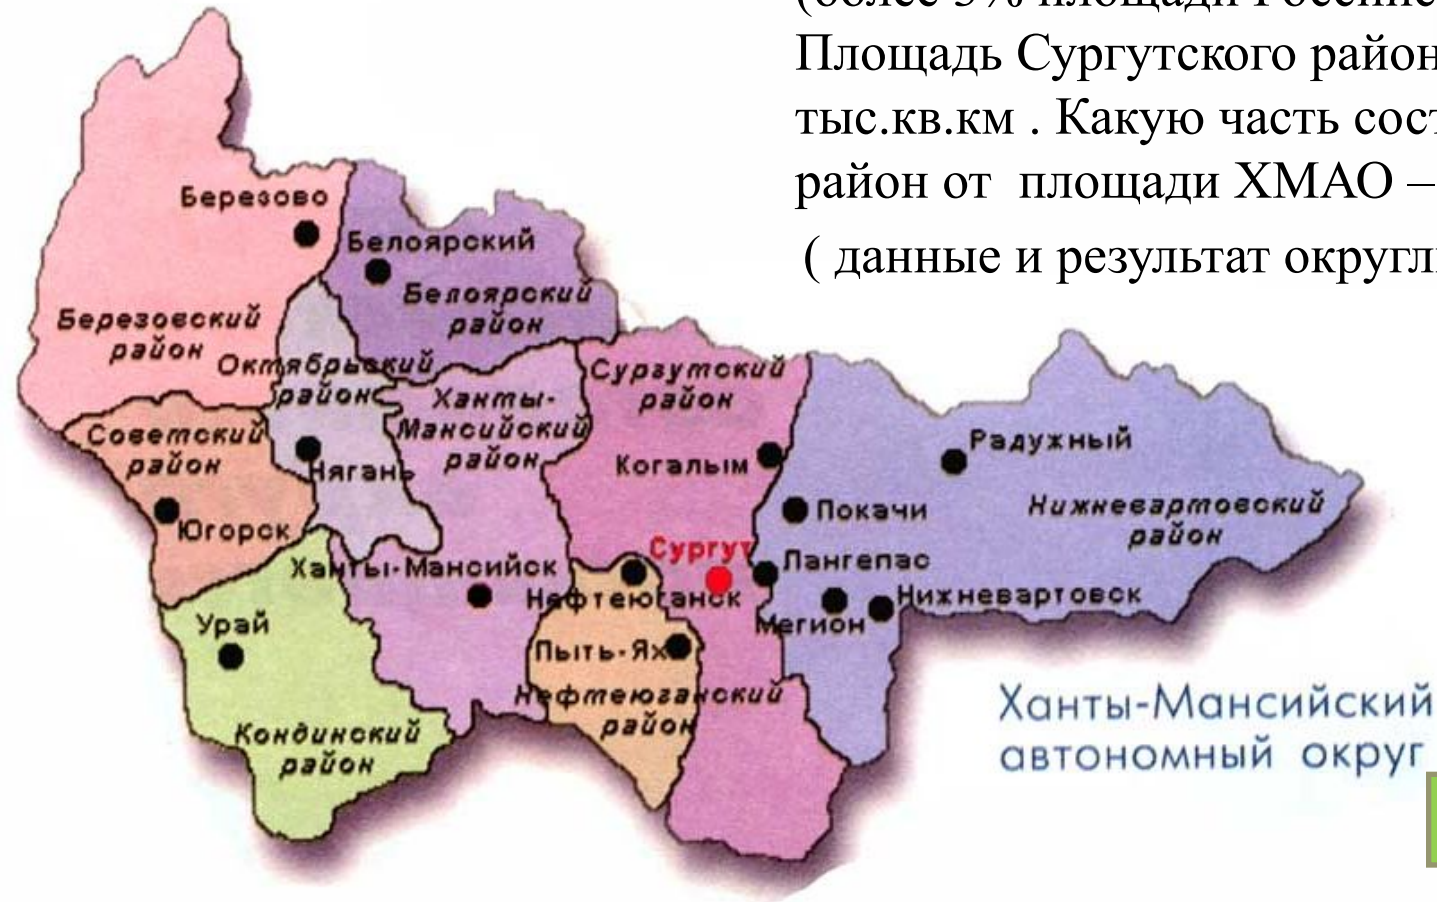 Площадь Сургутского район
тыс.кв.км . Какую часть сост
район от площади ХМАО –
( данные и результат округл
Березово
Белоярский
Белоярский
район
Березовский
район
Октябрьский
район
Сургутский
район
Ханты-
Мансийский
район
Советский
район
Нягань
Когалым
Радужный
Покачи
Нижневартовский
район
Югорск
Сургут
Ханты-Мансийск
Лангепас
Нефтеюганск
Нижневартовск
Мегион
Урай
Пыть-Ях
Нефтеюганский
район
Кондинский
район
Ханты-Мансийский
автономный округ